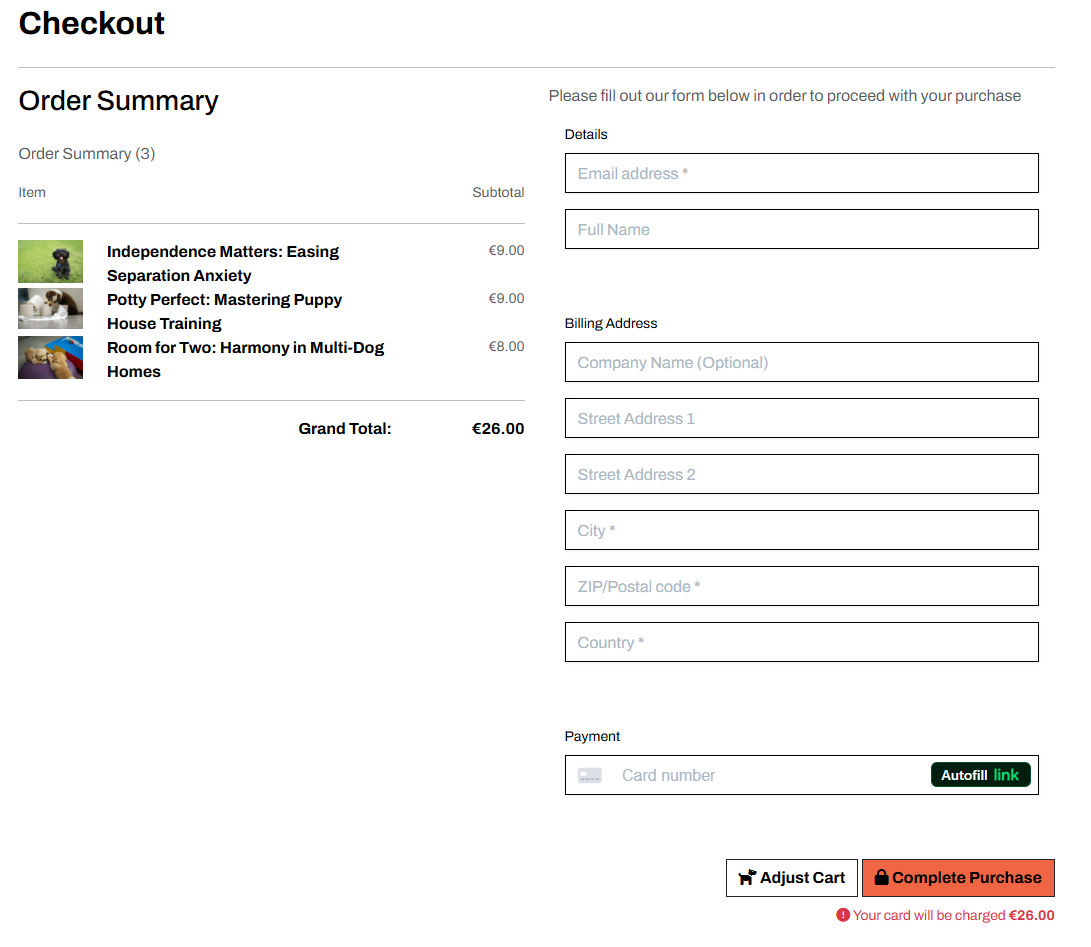 Checkout
Order Summary
Order Summary (3)
Item Subtotal
Independence Matters: Easing €9.00
Separation Anxiety
Potty Perfect: Mastering Puppy €9.00
House Training
Room for Two: Harmony in Multi-Dog €8.00
Homes
Grand Total: €26.00
Please fill out our form below in order to proceed with your purchase
Details
Email address *
Full Name
Billing Address
Company Name (Optional)
Street Address 1
Street Address 2
City *
ZIP/Postal code *
Country *
Payment
Card number Autofill link
Adjust Cart Complete Purchase
Your card will be charged €26.00